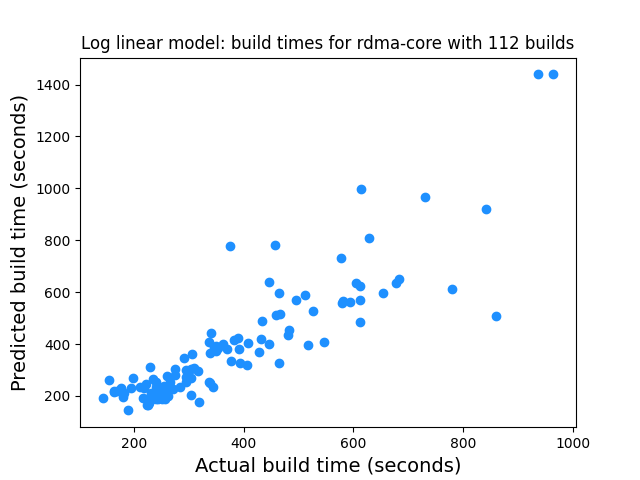 Log linear model: build times for rdma-core with 112 builds
Predicted build time (seconds)
1400
1200
1000
800
600
400
200
200 400 600 800 1000
Actual build time (seconds)